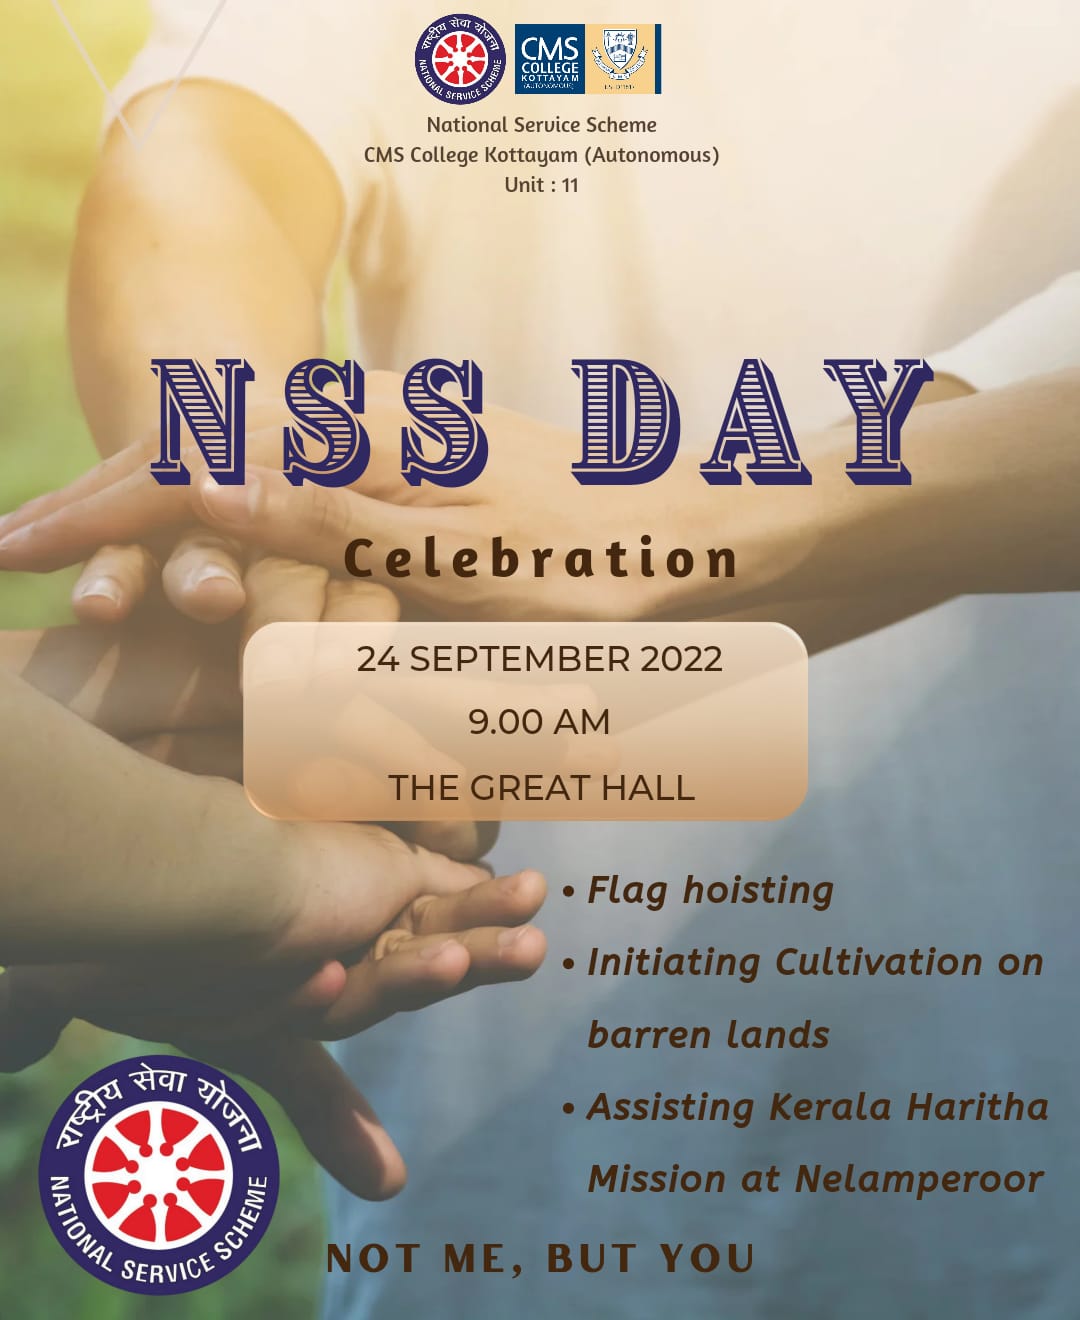 राष्ट्रीय सेवा योजना
NATIONAL SERVICE SCHEME
CMS
COLLEGE
KOTTAYAM
(AUTONOMOUS)
National Service Scheme
CMS College Kottayam (Autonomous)
Unit : 11
NSS DAY
Celebration
24 SEPTEMBER 2022
9.00 AM
THE GREAT HALL
• Flag hoisting
• Initiating Cultivation on
barren lands
• Assisting Kerala Haritha
Mission at Nelamperoor
राष्ट्रीय सेवा योजना
NATIONAL SERVICE SCHEME
NOT ME, BUT YOU